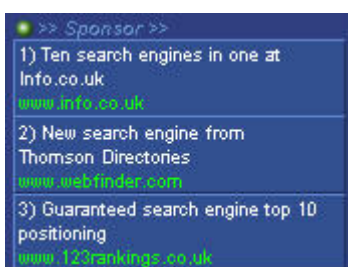 >> Sponsor >>
1) Ten search engines in one at
Info.co.uk
www.info.co.uk
2) New search engine from
Thomson Directories
www.webfinder.com
3) Guaranteed search engine top 10
positioning
www.123rankings.co.uk